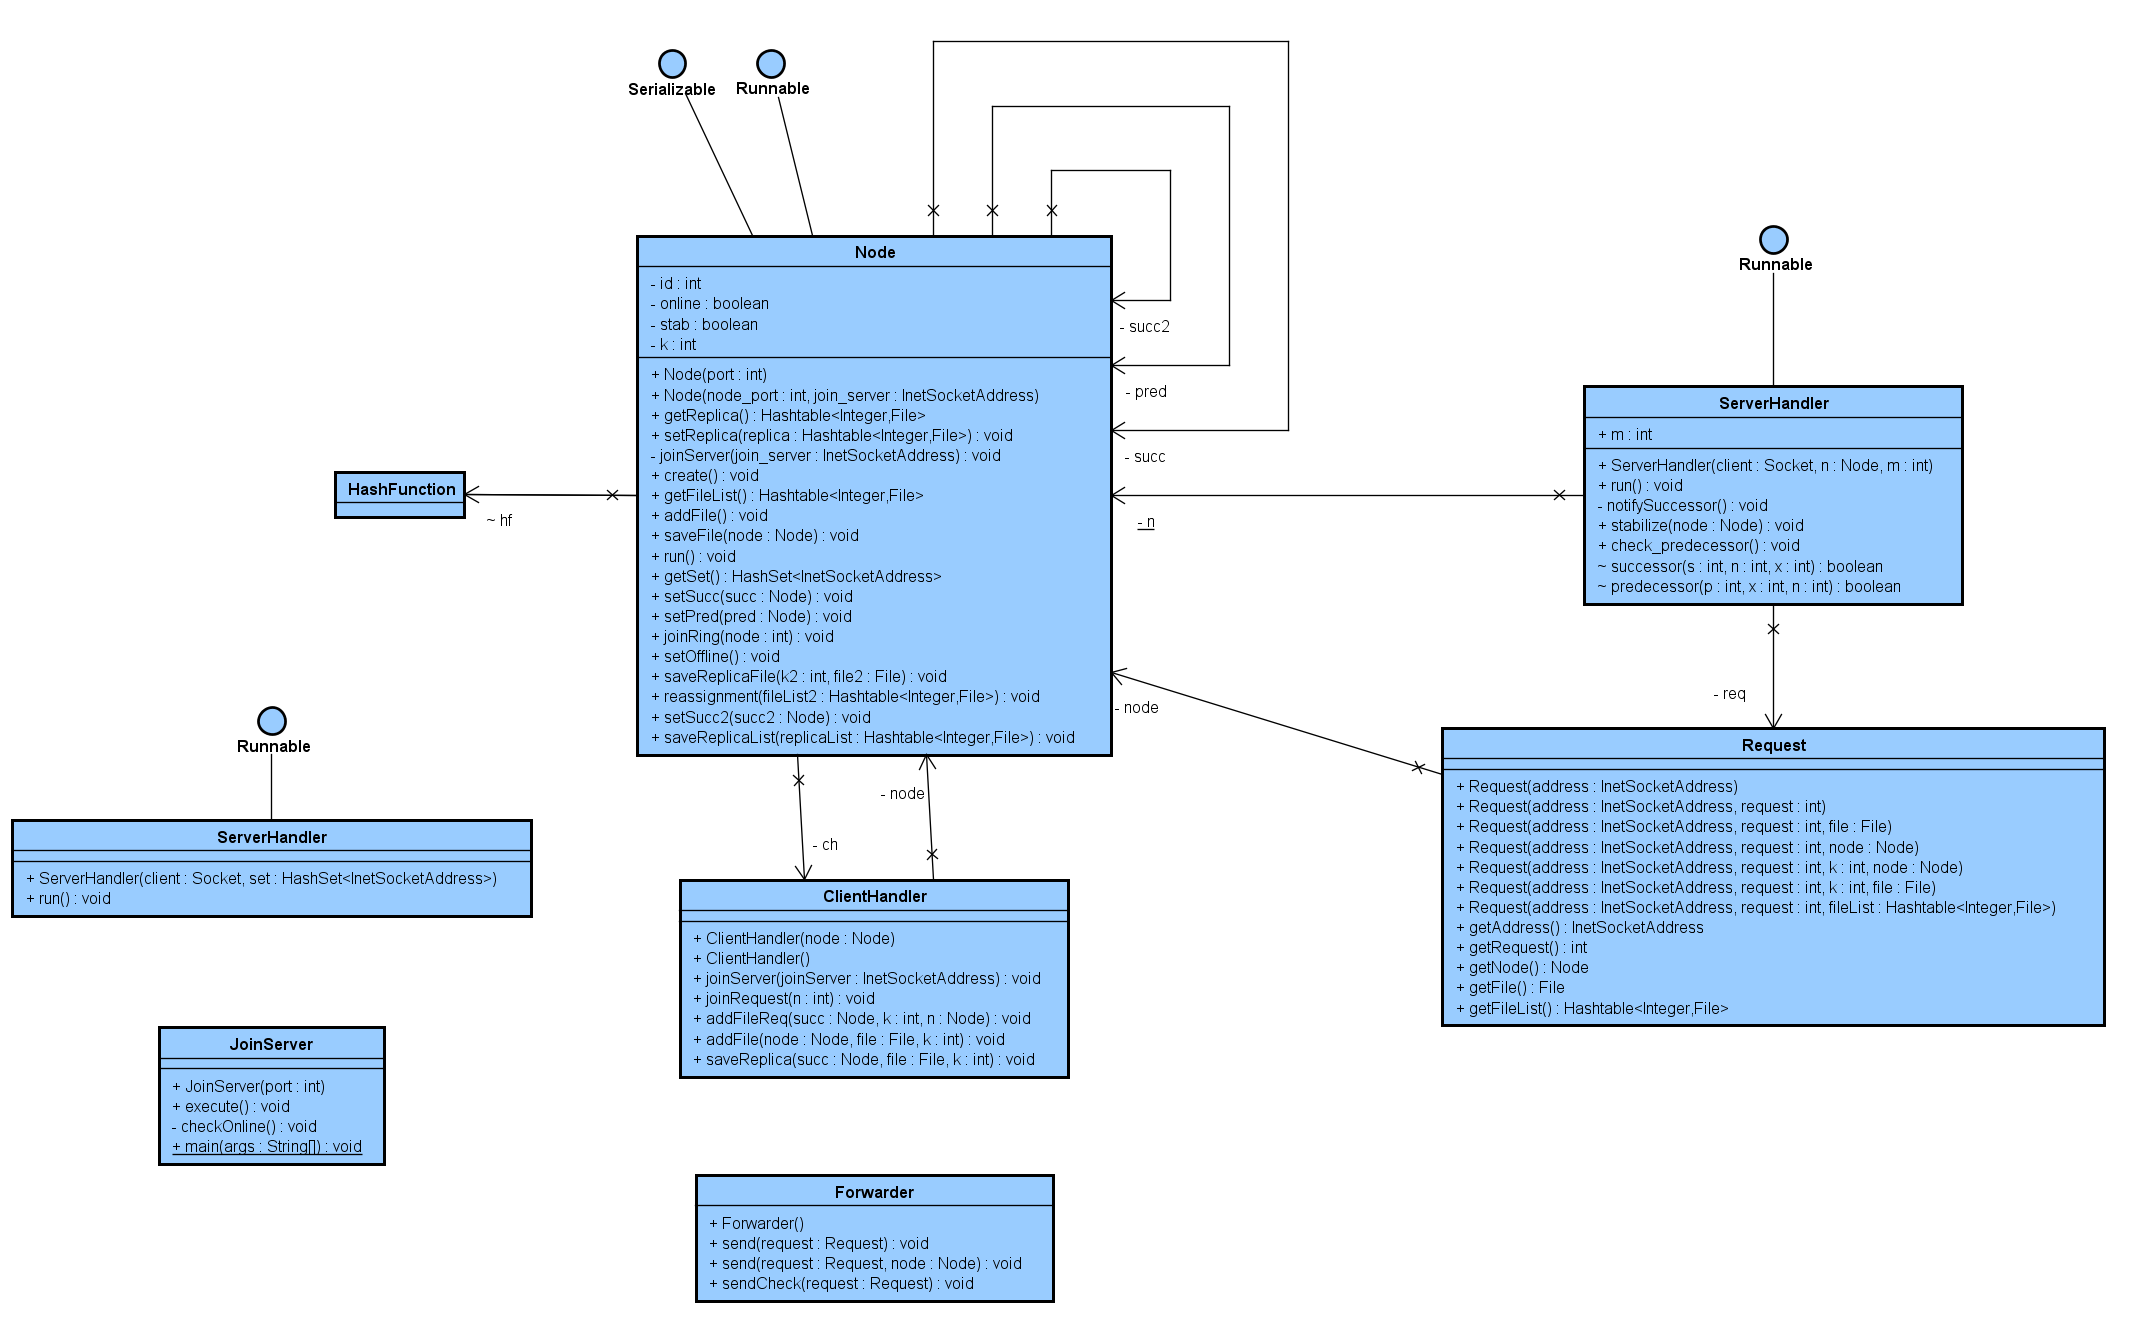 Serializable
Runnable
Node
- id : int
- online : boolean
- stab : boolean
- k : int
+ Node(port : int)
+ Node(node_port : int, join_server : InetSocketAddress)
+ getReplica() : Hashtable<Integer,File>
+ setReplica(replica : Hashtable<Integer,File>) : void
- joinServer(join_server : InetSocketAddress) : void
+ create() : void
+ getFileList() : Hashtable<Integer,File>
+ addFile() : void
+ saveFile(node : Node) : void
+ run() : void
+ getSet() : HashSet<InetSocketAddress>
+ setSucc(succ : Node) : void
+ setPred(pred : Node) : void
+ joinRing(node : int) : void
+ setOffline() : void
+ saveReplicaFile(k2 : int, file2 : File) : void
+ reassignment(fileList2 : Hashtable<Integer,File>) : void
+ setSucc2(succ2 : Node) : void
+ saveReplicaList(replicaList : Hashtable<Integer,File>) : void
- succ2
- pred
- succ
- n
- node
HashFunction
~ hf
Runnable
ServerHandler
+ m : int
+ ServerHandler(client : Socket, n : Node, m : int)
+ run() : void
- notifySuccessor() : void
+ stabilize(node : Node) : void
+ check_predecessor() : void
~ successor(s : int, n : int, x : int) : boolean
~ predecessor(p : int, x : int, n : int) : boolean
- req
Request
+ Request(address : InetSocketAddress)
+ Request(address : InetSocketAddress, request : int)
+ Request(address : InetSocketAddress, request : int, file : File)
+ Request(address : InetSocketAddress, request : int, node : Node)
+ Request(address : InetSocketAddress, request : int, k : int, node : Node)
+ Request(address : InetSocketAddress, request : int, k : int, file : File)
+ Request(address : InetSocketAddress, request : int, fileList : Hashtable<Integer,File>)
+ getAddress() : InetSocketAddress
+ getRequest() : int
+ getNode() : Node
+ getFile() : File
+ getFileList() : Hashtable<Integer,File>
Runnable
ServerHandler
+ ServerHandler(client : Socket, set : HashSet<InetSocketAddress>)
+ run() : void
- node
- ch
ClientHandler
+ ClientHandler(node : Node)
+ ClientHandler()
+ joinServer(joinServer : InetSocketAddress) : void
+ joinRequest(n : int) : void
+ addFileReq(succ : Node, k : int, n : Node) : void
+ addFile(node : Node, file : File, k : int) : void
+ saveReplica(succ : Node, file : File, k : int) : void
JoinServer
+ JoinServer(port : int)
+ execute() : void
- checkOnline() : void
+ main(args : String[]) : void
Forwarder
+ Forwarder()
+ send(request : Request) : void
+ send(request : Request, node : Node) : void
+ sendCheck(request : Request) : void